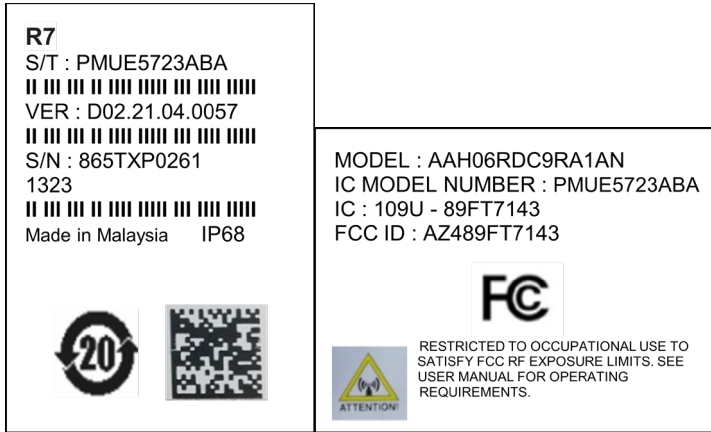 R7
S/T : PMUE5723ABA
VER : D02.21.04.0057
S/N : 865TXP0261
1323
Made in Malaysia IP68
20
MODEL : AAH06RDC9RA1AN
IC MODEL NUMBER : PMUE5723ABA
IC : 109U - 89FT7143
FCC ID : AZ489FT7143
FC
RESTRICTED TO OCCUPATIONAL USE TO
SATISFY FCC RF EXPOSURE LIMITS. SEE
USER MANUAL FOR OPERATING
REQUIREMENTS.
ATTENTION!